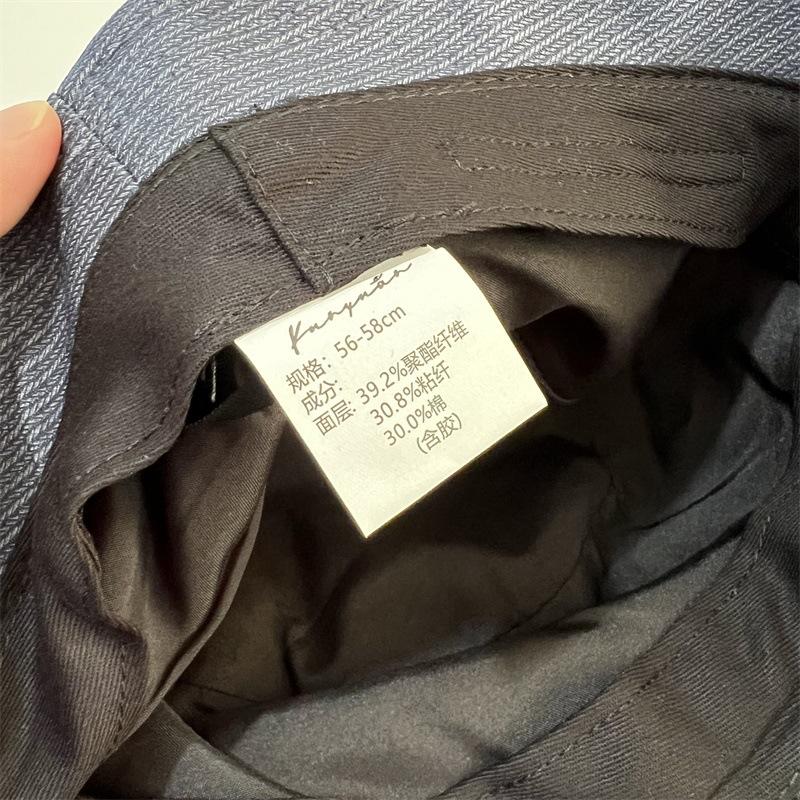 Kunquan
规格：56-58cm
成分:
面层: 39.2%聚酯纤维
30.8%粘纤
30.0%棉
(含胶)